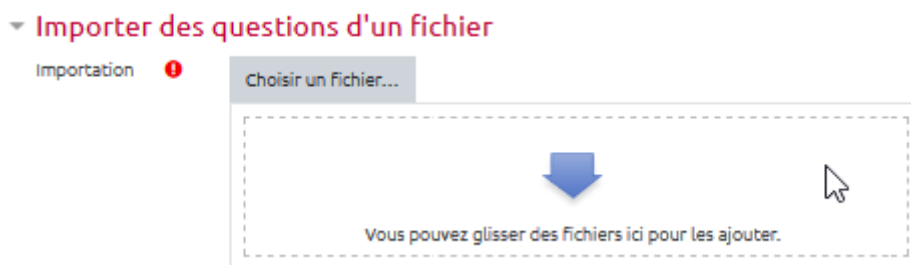 Importer des questions d'un fichier
Importation
Choisir un fichier...
Vous pouvez glisser des fichiers ici pour les ajouter.